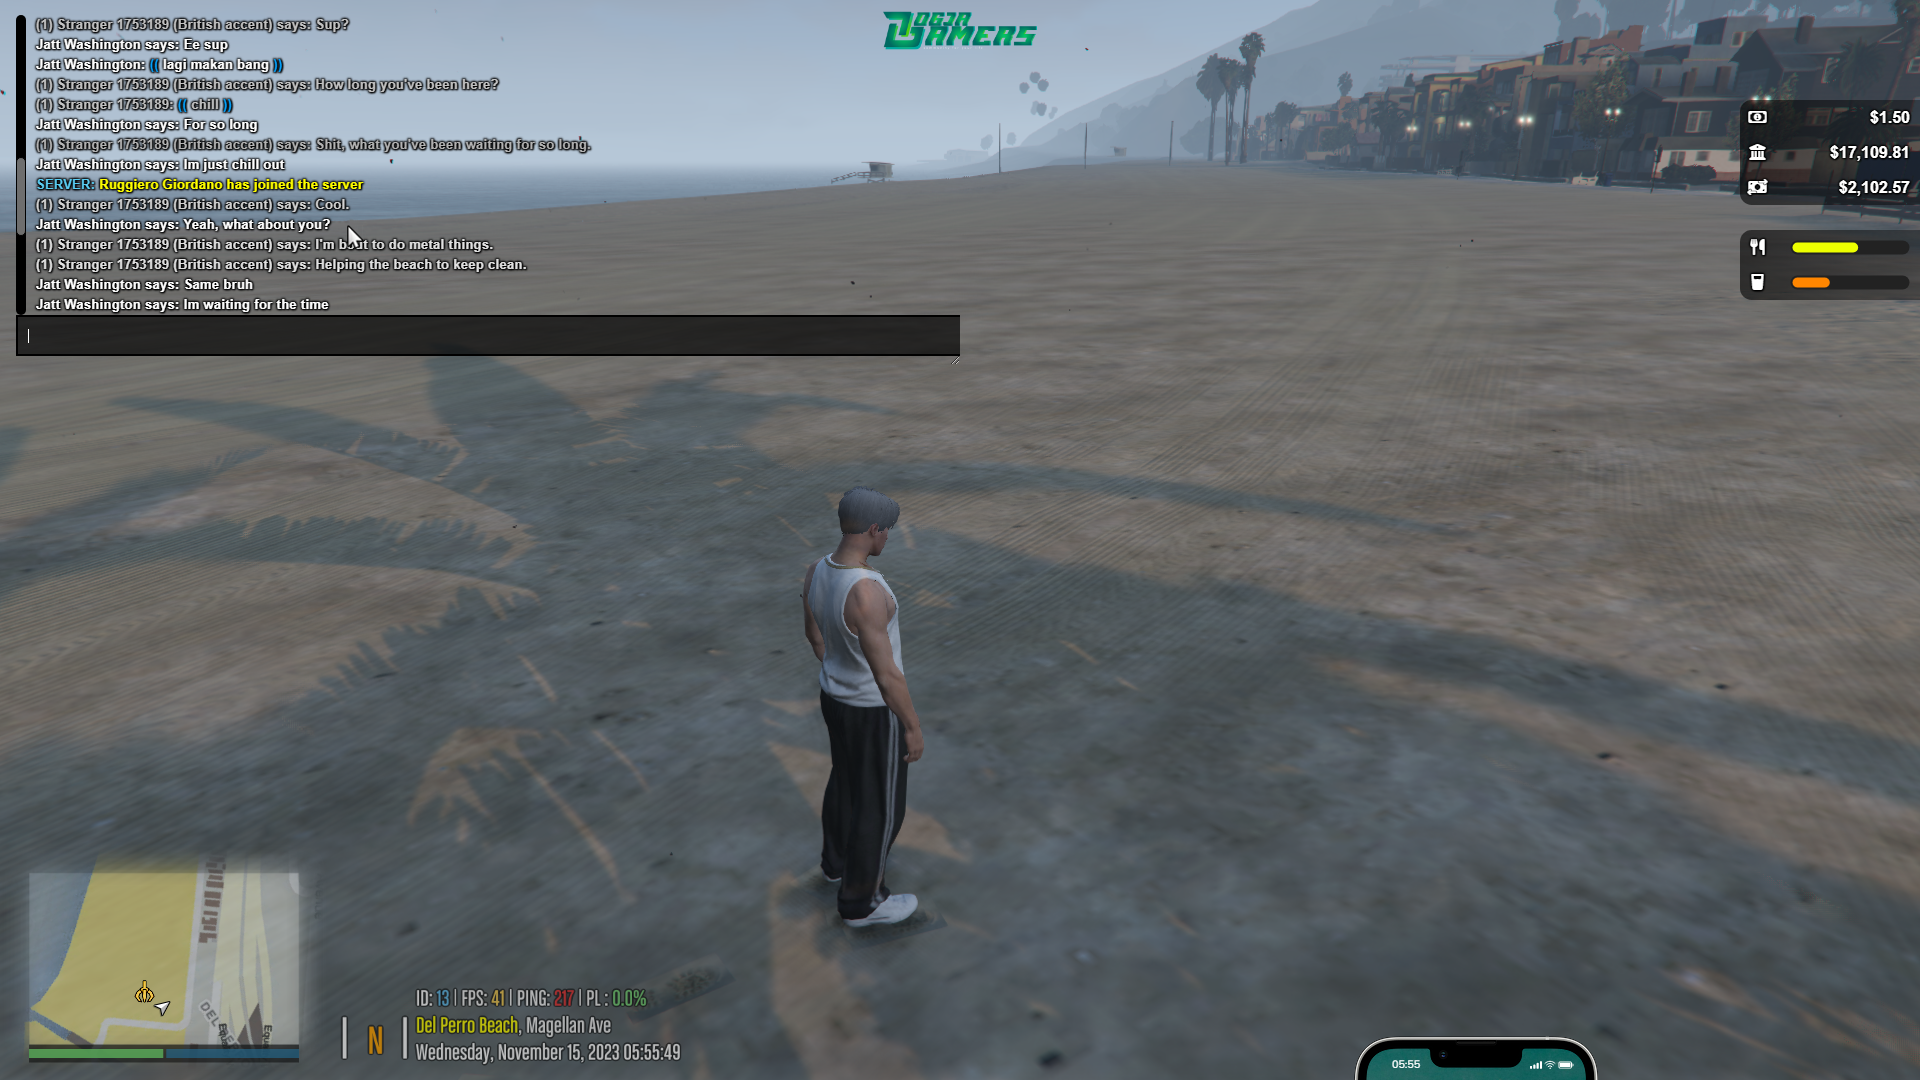 (1) Stranger 1753189 (British accent) says: Sup?
Jatt Washington says: Ee sup
Jatt Washington: (( lagi makan bang ))
(1) Stranger 1753189 (British accent) says: How long you've been here?
(1) Stranger 1753189: (( chill ))
Jatt Washington says: For so long
(1) Stranger 1753189 (British accent) says: Shit, what you've been waiting for so long.
Jatt Washington says: Im just chill out
SERVER: Ruggiero Giordano has joined the server
(1) Stranger 1753189 (British accent) says: Cool.
Jatt Washington says: Yeah, what about you?
(1) Stranger 1753189 (British accent) says: I'm bout to do metal things.
(1) Stranger 1753189 (British accent) says: Helping the beach to keep clean.
Jatt Washington says: Same bruh
Jatt Washington says: Im waiting for the time
JOGJA
GAMERS
$1.50
$17,109.81
$2,102.57
ID: 13 | FPS: 41 | PING: 217 | PL : 0.0%
N
Del Perro Beach, Magellan Ave
Wednesday, November 15, 2023 05:55:49
05:55